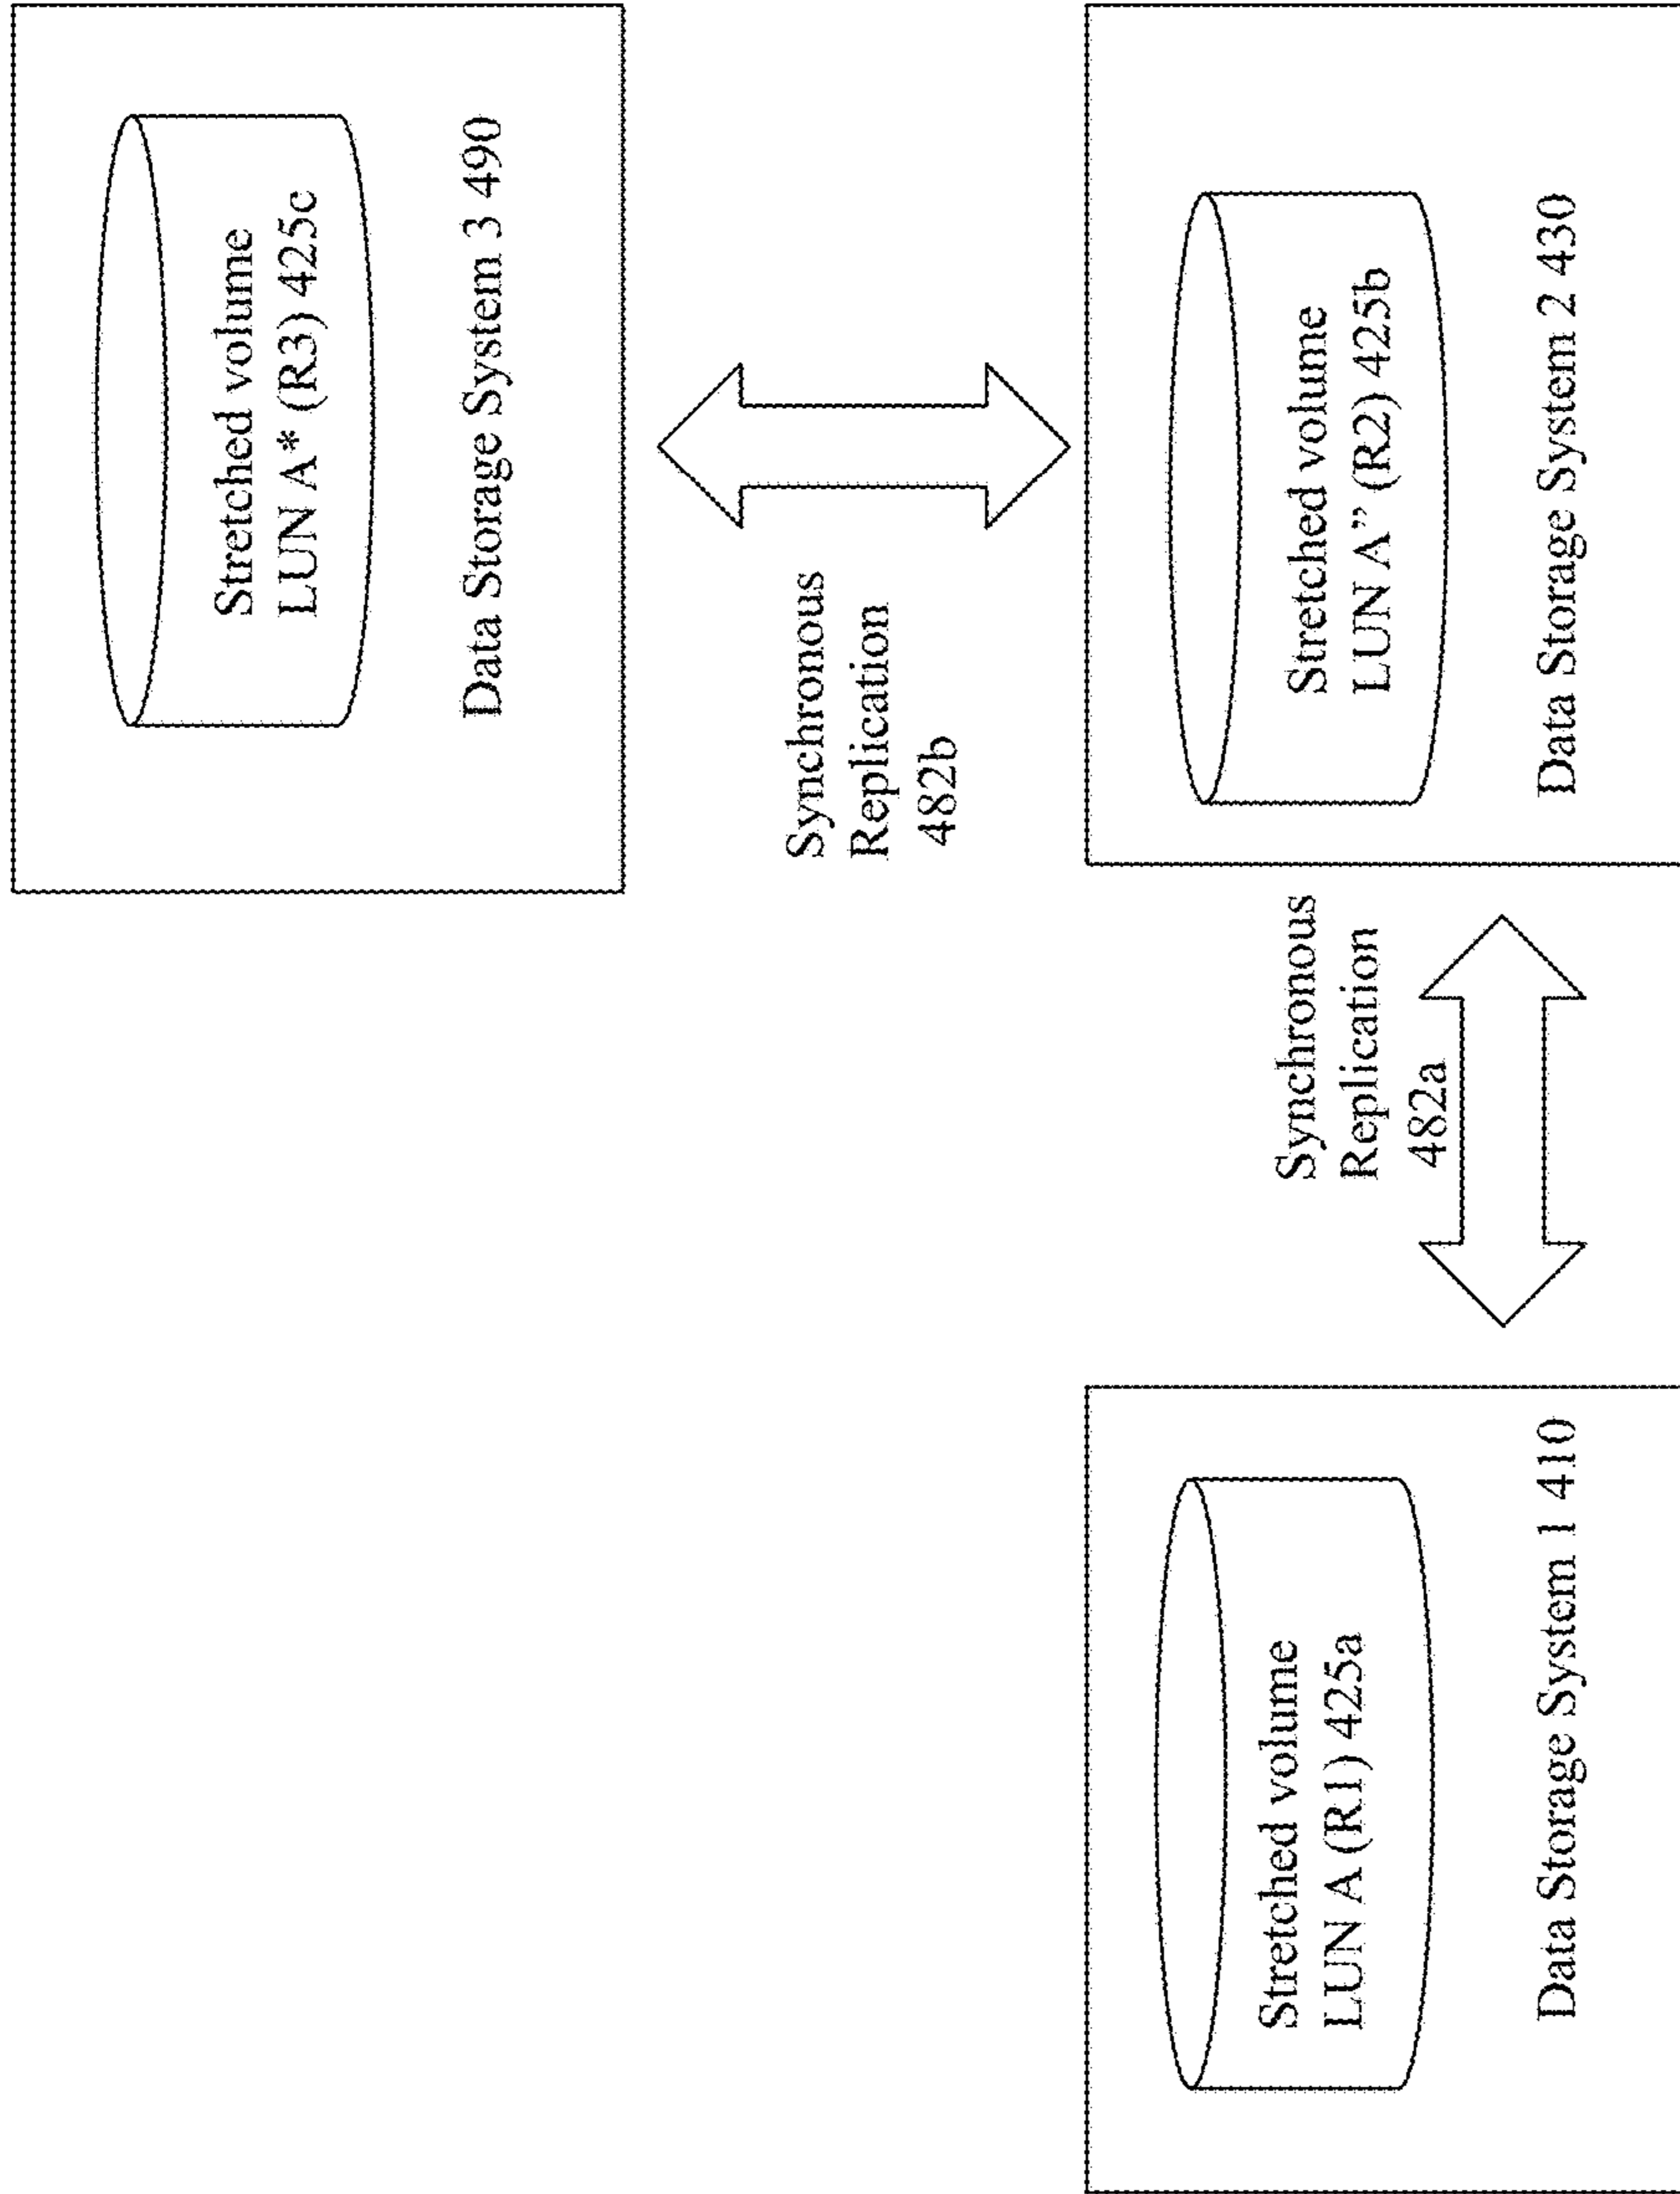 Stretched volume
LUN A* (R3) 425c
Data Storage System 3 490
Synchronous
Replication
482b
Stretched volume
LUN A (R1) 425a
Data Storage System 1 410
Synchronous
Replication
482a
Stretched volume
LUN A” (R2) 425b
Data Storage System 2 430